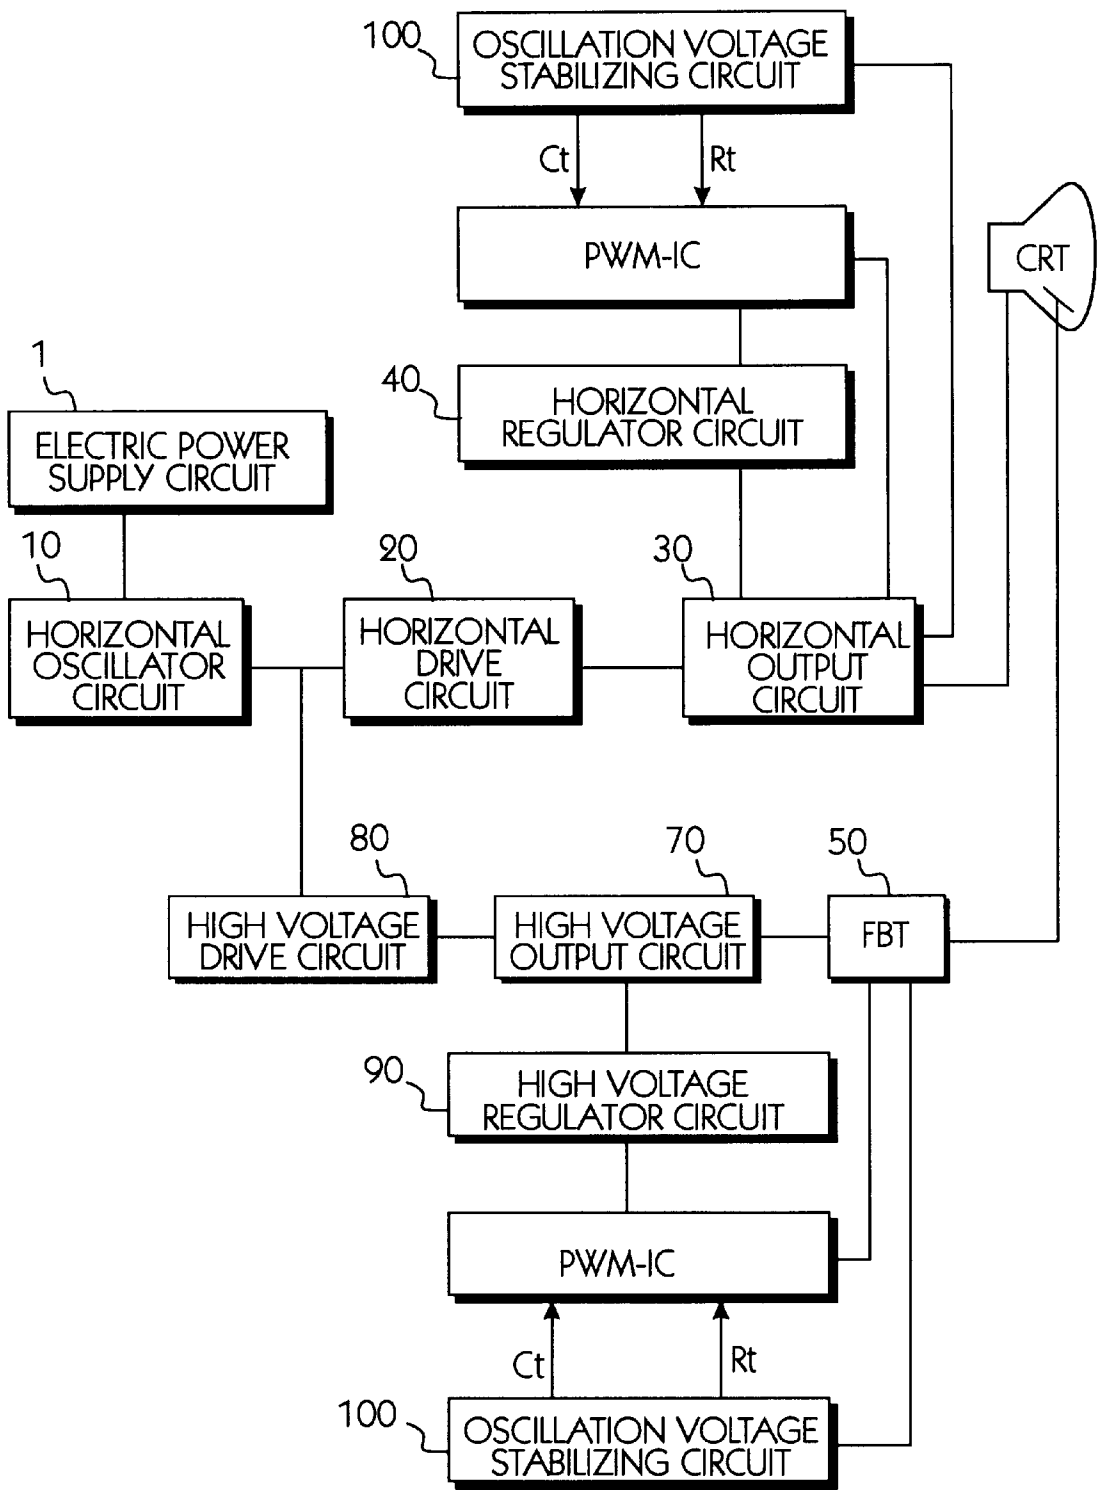 100
OSCILLATION VOLTAGE
STABILIZING CIRCUIT
Ct
Rt
PWM-IC
CRT
1
40
HORIZONTAL
REGULATOR CIRCUIT
ELECTRIC POWER
SUPPLY CIRCUIT
10
20
30
HORIZONTAL
OSCILLATOR
CIRCUIT
HORIZONTAL
DRIVE
CIRCUIT
HORIZONTAL
OUTPUT
CIRCUIT
80
70
50
HIGH VOLTAGE
DRIVE CIRCUIT
HIGH VOLTAGE
OUTPUT CIRCUIT
FBT
90
HIGH VOLTAGE
REGULATOR CIRCUIT
PWM-IC
Ct
Rt
100
OSCILLATION VOLTAGE
STABILIZING CIRCUIT